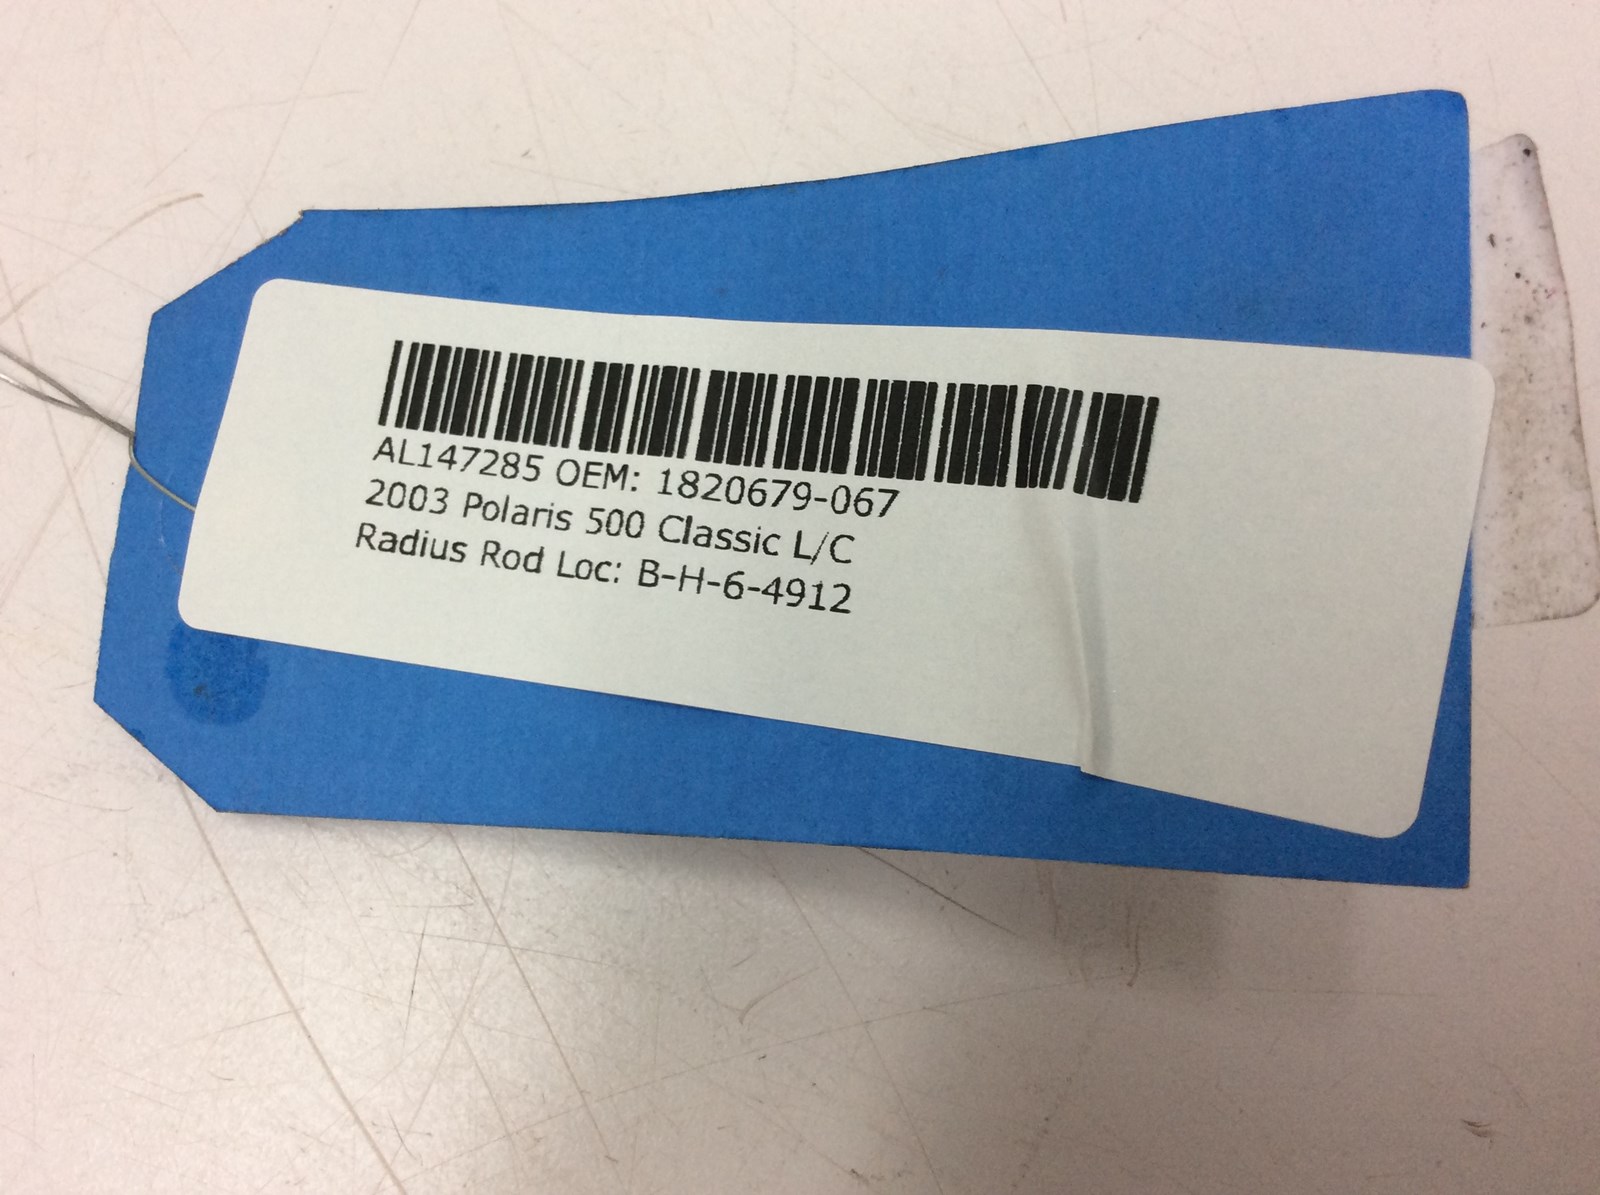 AL147285 OEM: 1820679-067
2003 Polaris 500 Classic L/C
Radius Rod Loc: B-H-6-4912